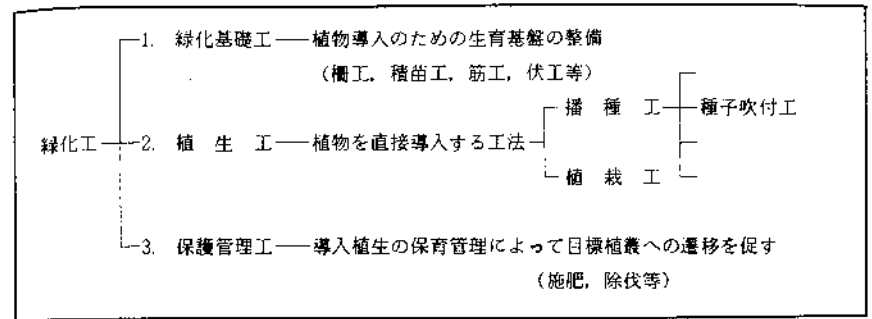 1. 緑化基礎工――植物導入のための生育基盤の整備
(柵工, 積苗工, 筋工, 伏工等)
播種工 種子吹付工
緑化工 2. 植生工――植物を直接導入する工法
植栽工
3. 保護管理工――導入植生の保育管理によって目標植叢への遷移を促す
(施肥, 除伐等)